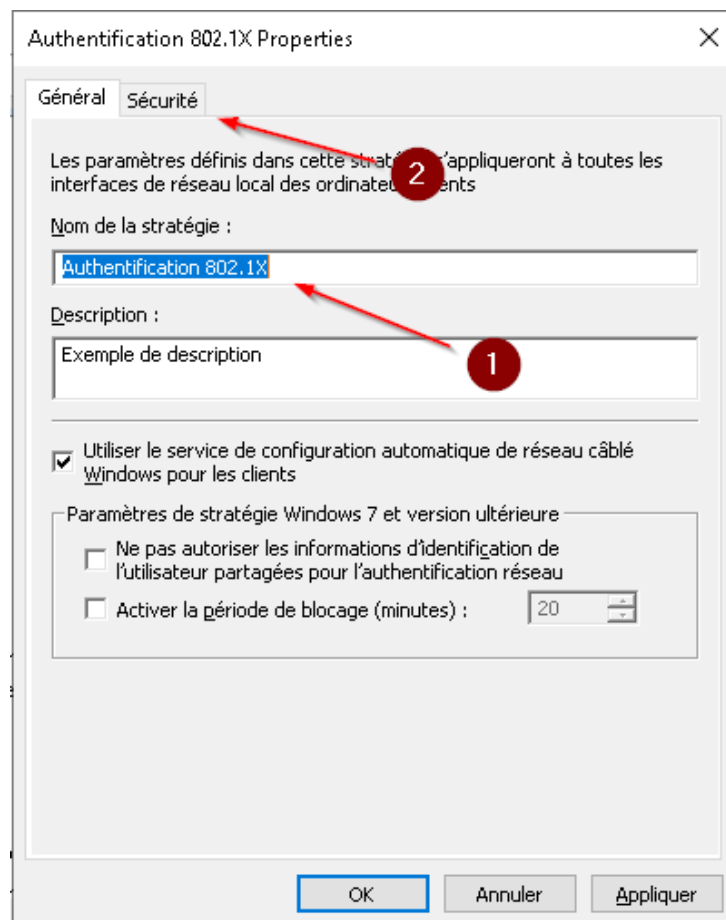 Authentification 802.1X Properties
Général
Sécurité
2
Les paramètres définis dans cette s'appliqueront à toutes les
interfaces de réseau local des
Nom de la stratégie :
Authentification 802.1X
Description :
Exemple de description
1
Utiliser le service de configuration automatique de réseau câblé
Windows pour les clients
Paramètres de stratégie Windows 7 et version ultérieure
Ne pas autoriser les informations d'identification de
l'utilisateur partagées pour l'authentification réseau
Activer la période de blocage (minutes) :
20
OK
Annuler
Appliquer